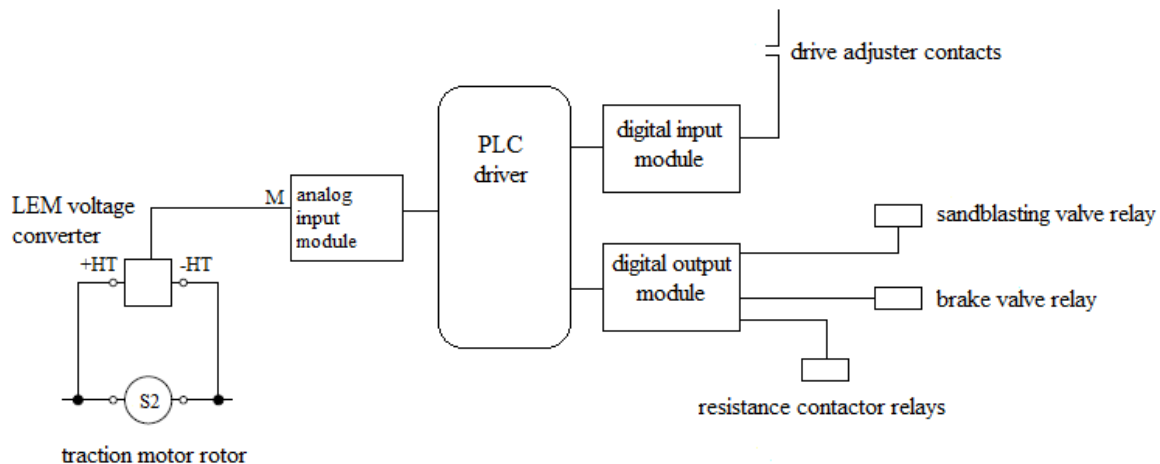 drive adjuster contacts
digital input
module
PLC
driver
LEM voltage
converter
M
analog
input
module
+HT
-HT
sandblasting valve relay
digital output
module
brake valve relay
S2
resistance contactor relays
traction motor rotor